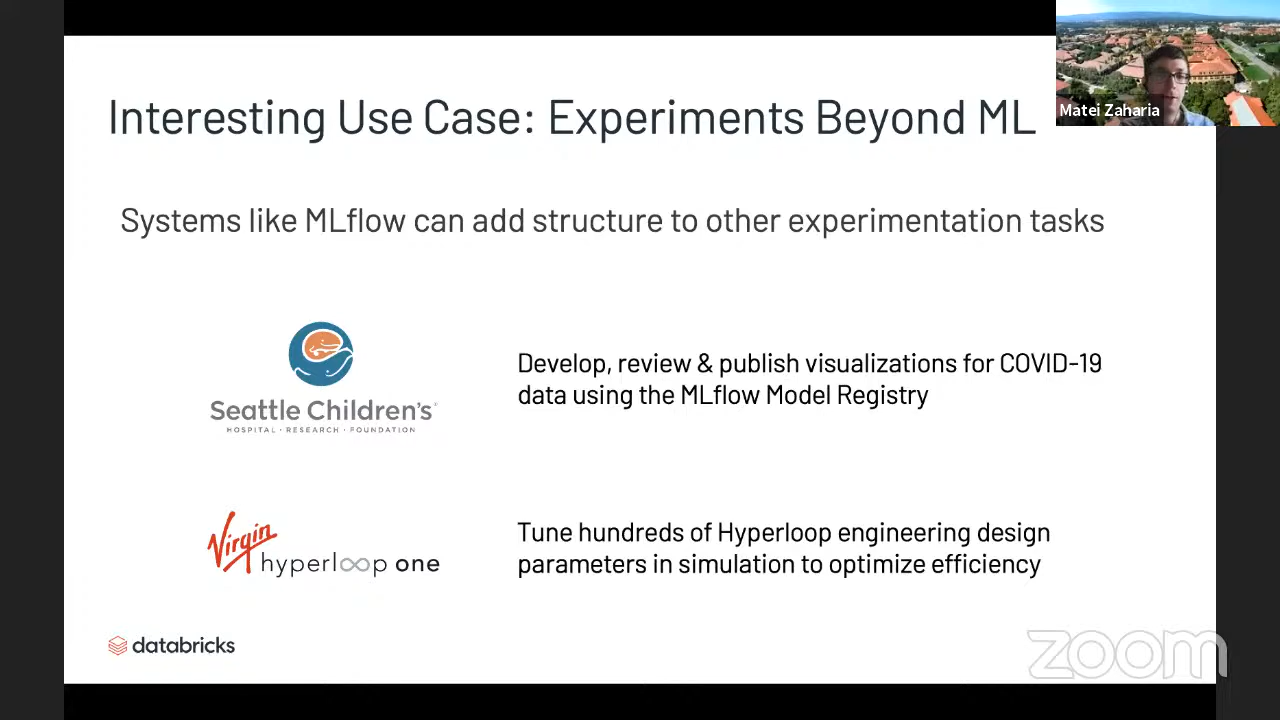 Interesting Use Case: Experiments Beyond ML
Matei Zaharia
Systems like MLflow can add structure to other experimentation tasks
Seattle Children's®
HOSPITAL · RESEARCH · FOUNDATION
Develop, review & publish visualizations for COVID-19
data using the MLflow Model Registry
Virgin
hyperloop one
Tune hundreds of Hyperloop engineering design
parameters in simulation to optimize efficiency
databricks
zoom